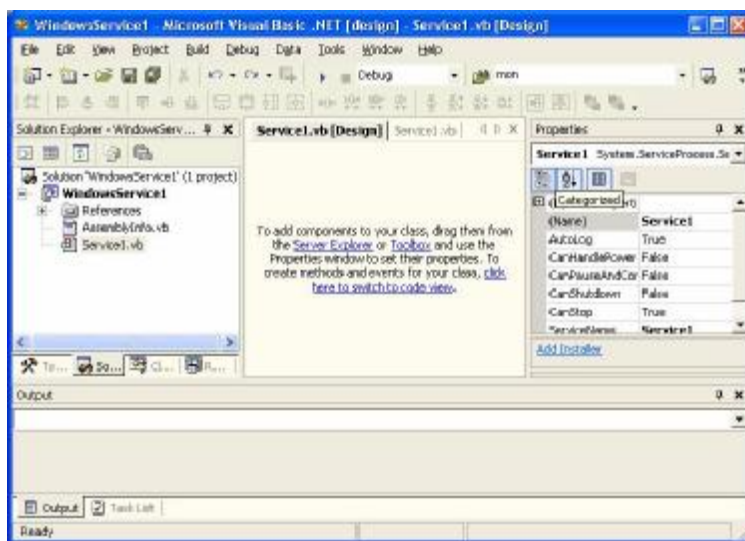 WindowsService1 - Microsoft Visual Basic .NET [design] - Service1.vb [Design]
File Edit View Project Build Debug Data Tools Window Help
Debug mon
Solution Explorer - WindowsServ...
Solution 'WindowsService1' (1 project)
WindowsService1
References
AssemblyInfo.vb
Service1.vb
To... So... Cl... R...
Service1.vb [Design] Service1.vb
To add components to your class, drag them from
the Server Explorer or Toolbox and use the
Properties window to set their properties. To
create methods and events for your class, click
here to switch to code view.
Properties
Service1 System.ServiceProcess.Se
Categorized
(Name) Service1
AutoLog True
CanHandlePower False
CanPauseAndCor False
CanShutdown False
CanStop True
ServiceName Service1
Add Installer
Output
Output Task List
Ready